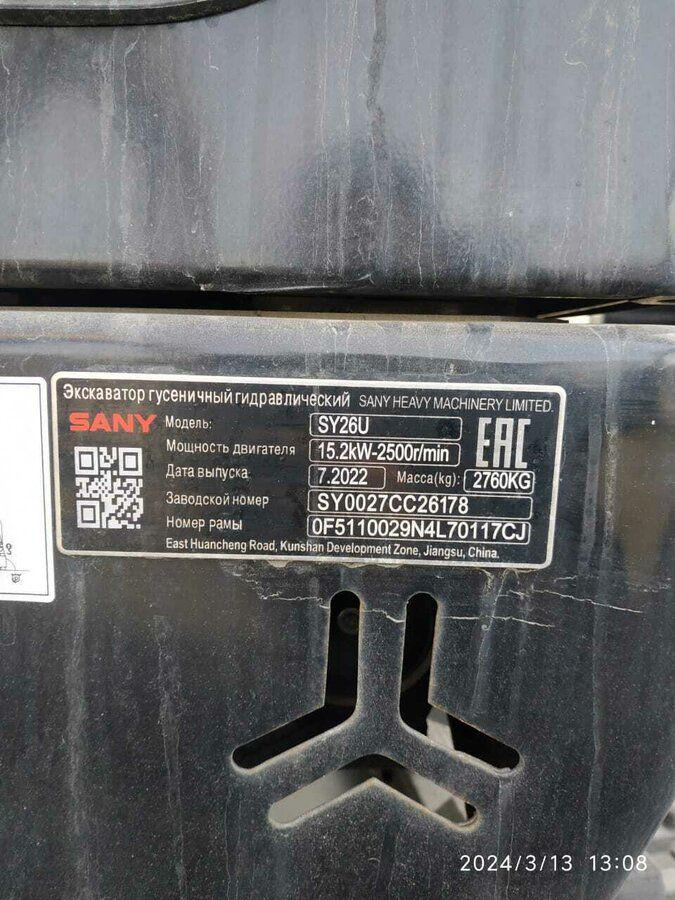 Экскаватор гусеничный гидравлический SANY HEAVY MACHINERY LIMITED.
SANY Модель: SY26U EAC
Мощность двигателя 15.2kW-2500r/min
Дата выпуска 7.2022 Масса(kg): 2760KG
Заводской номер SY0027CC26178
Номер рамы 0F5110029N4L70117CJ
East Huancheng Road, Kunshan Development Zone, Jiangsu, China.
2024/3/13 13:08